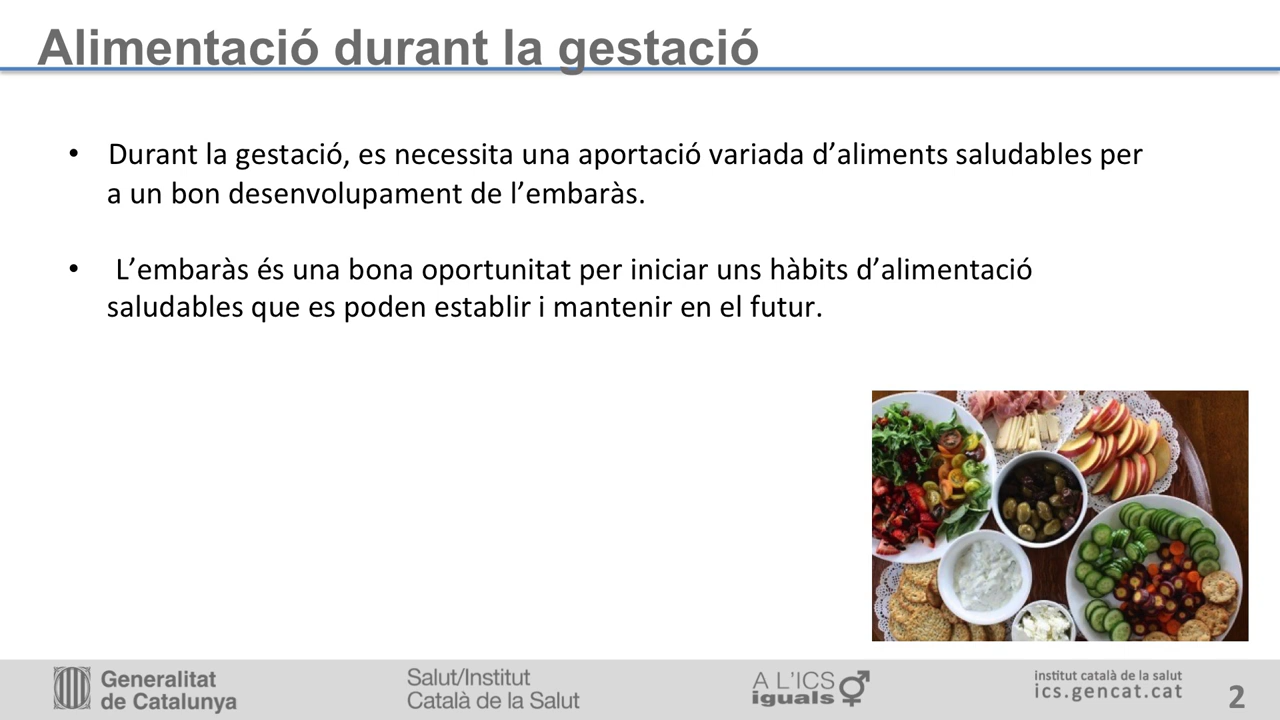 Alimentació durant la gestació
• Durant la gestació, es necessita una aportació variada d’aliments saludables per
a un bon desenvolupament de l’embaràs.
• L’embaràs és una bona oportunitat per iniciar uns hàbits d’alimentació
saludables que es poden establir i mantenir en el futur.
Generalitat
de Catalunya
Salut/Institut
Català de la Salut
A L'ICS
iguals
institut català de la salut
ics.gencat.cat
2